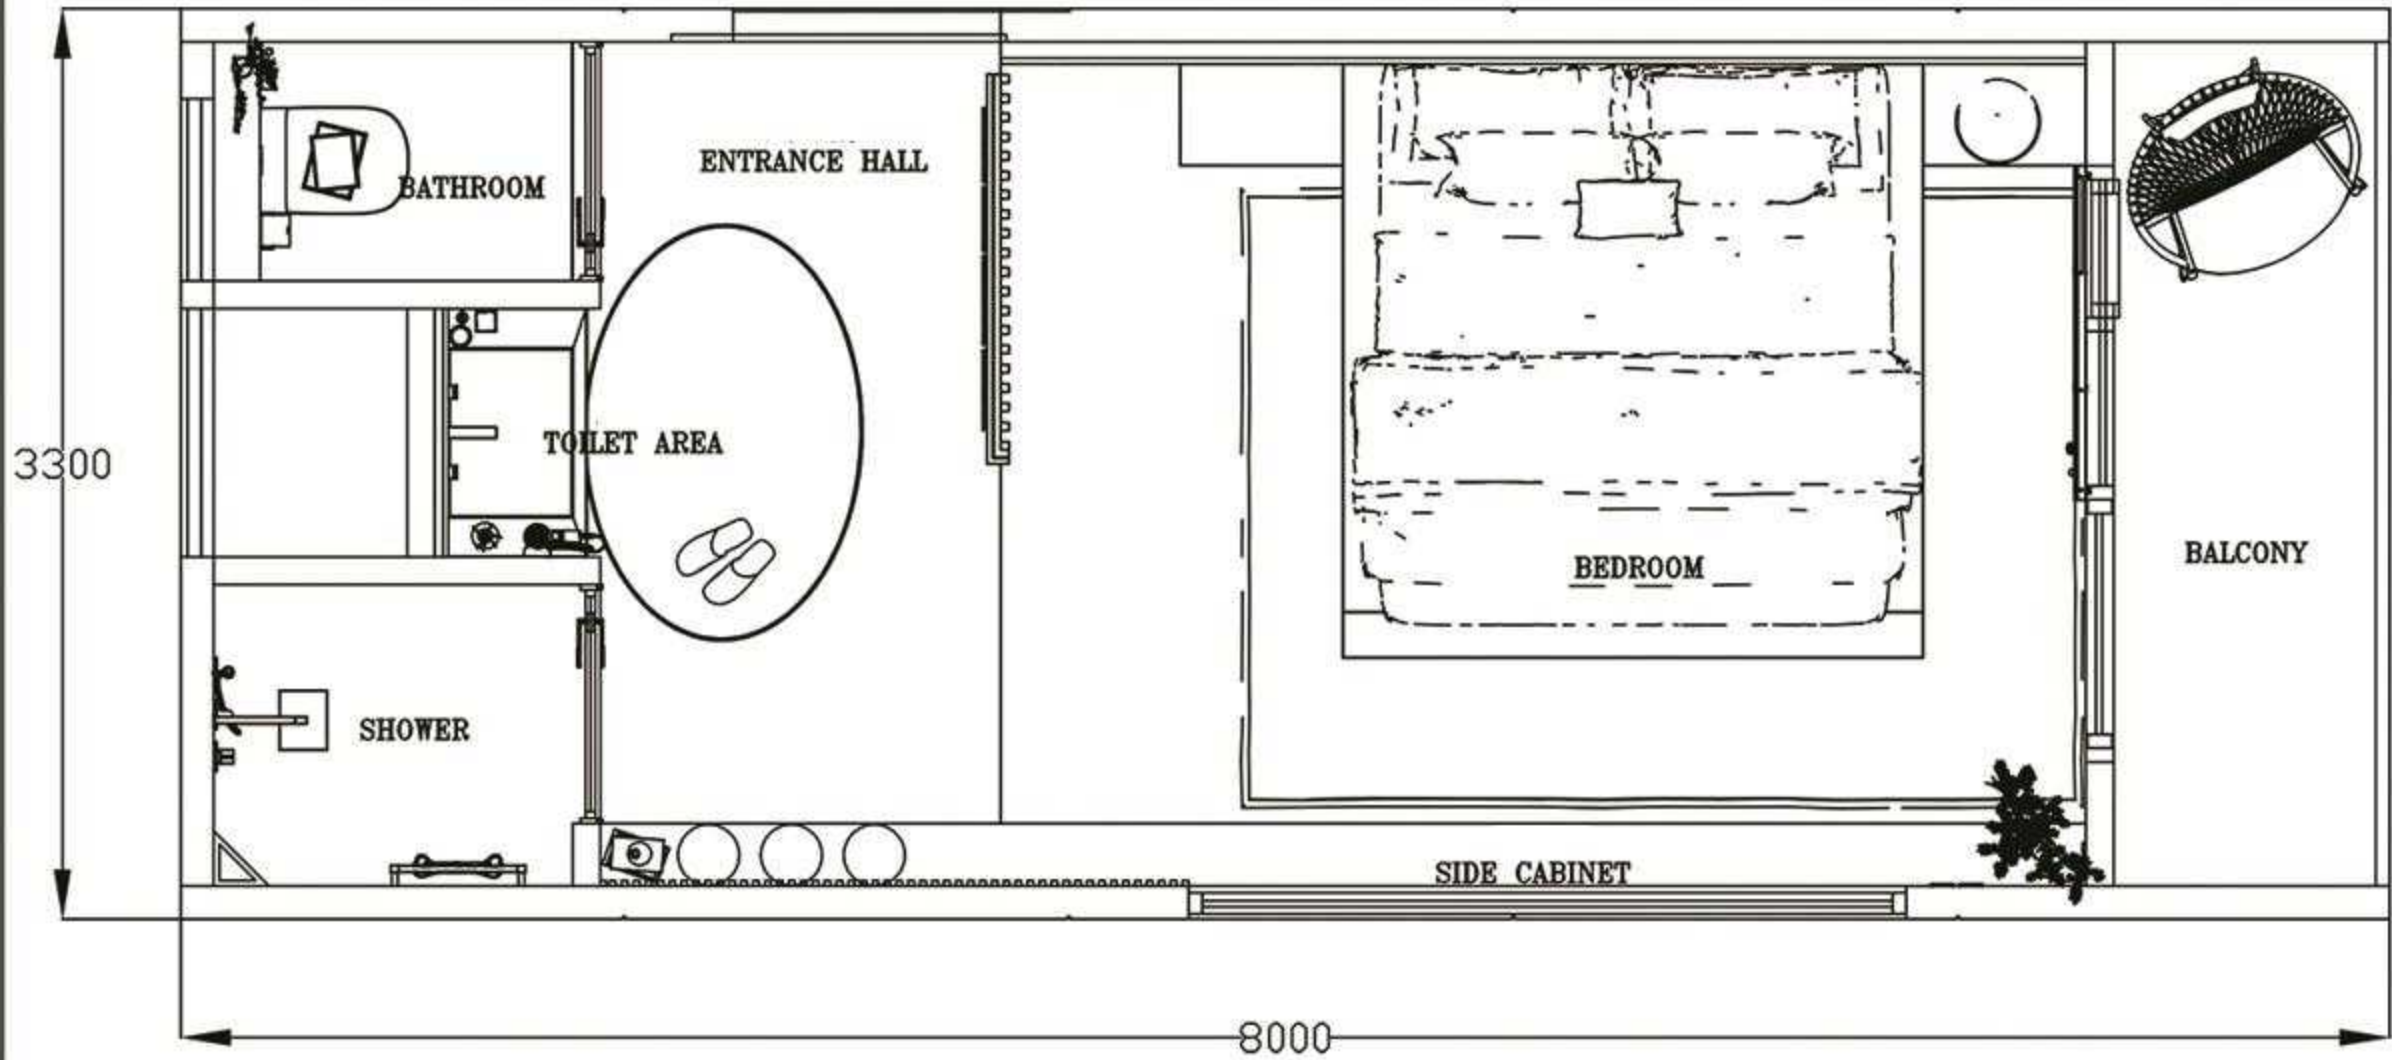 ENTRANCE HALL
BATHROOM
TOILET AREA
3300
BALCONY
BEDROOM
SHOWER
SIDE CABINET
8000